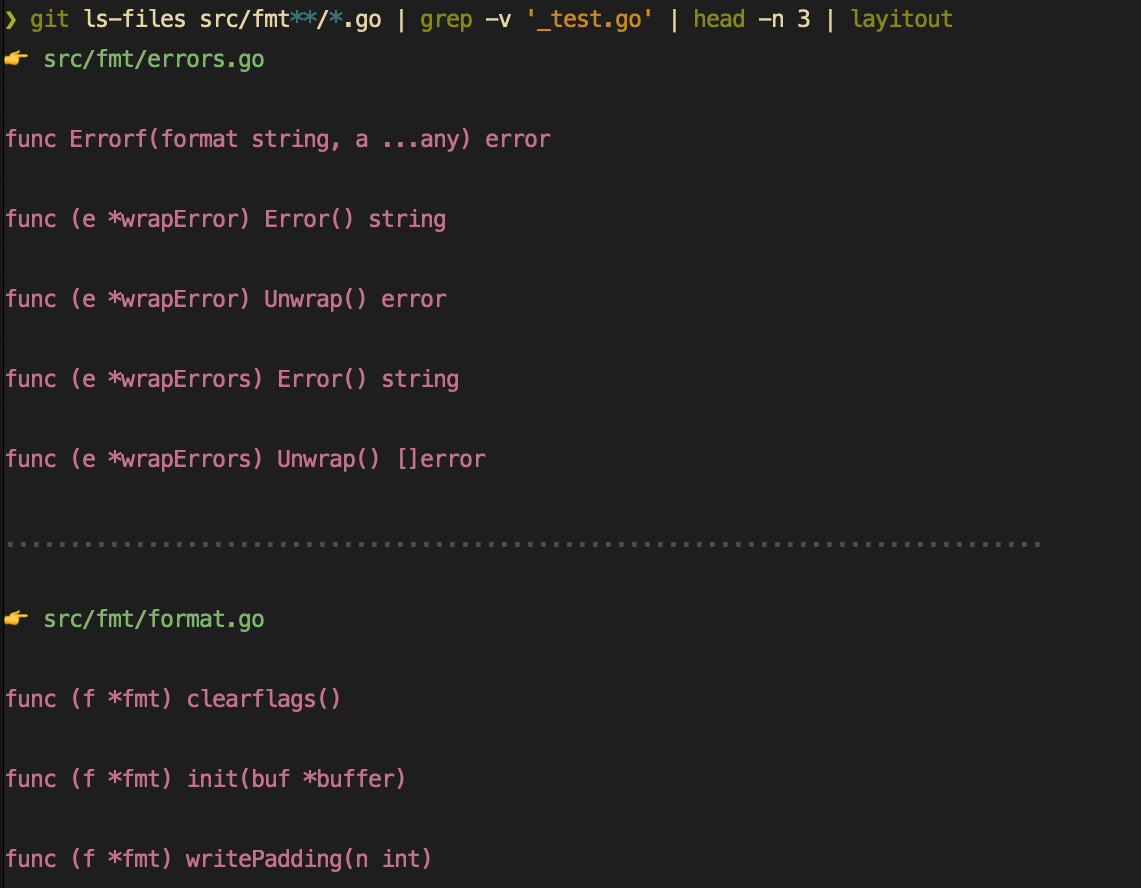 ❯ git ls-files src/fmt**/*.go | grep -v '_test.go' | head -n 3 | layitout
👉 src/fmt/errors.go
func Errorf(format string, a ...any) error
func (e *wrapError) Error() string
func (e *wrapError) Unwrap() error
func (e *wrapErrors) Error() string
func (e *wrapErrors) Unwrap() []error
................................................................................
👉 src/fmt/format.go
func (f *fmt) clearflags()
func (f *fmt) init(buf *buffer)
func (f *fmt) writePadding(n int)